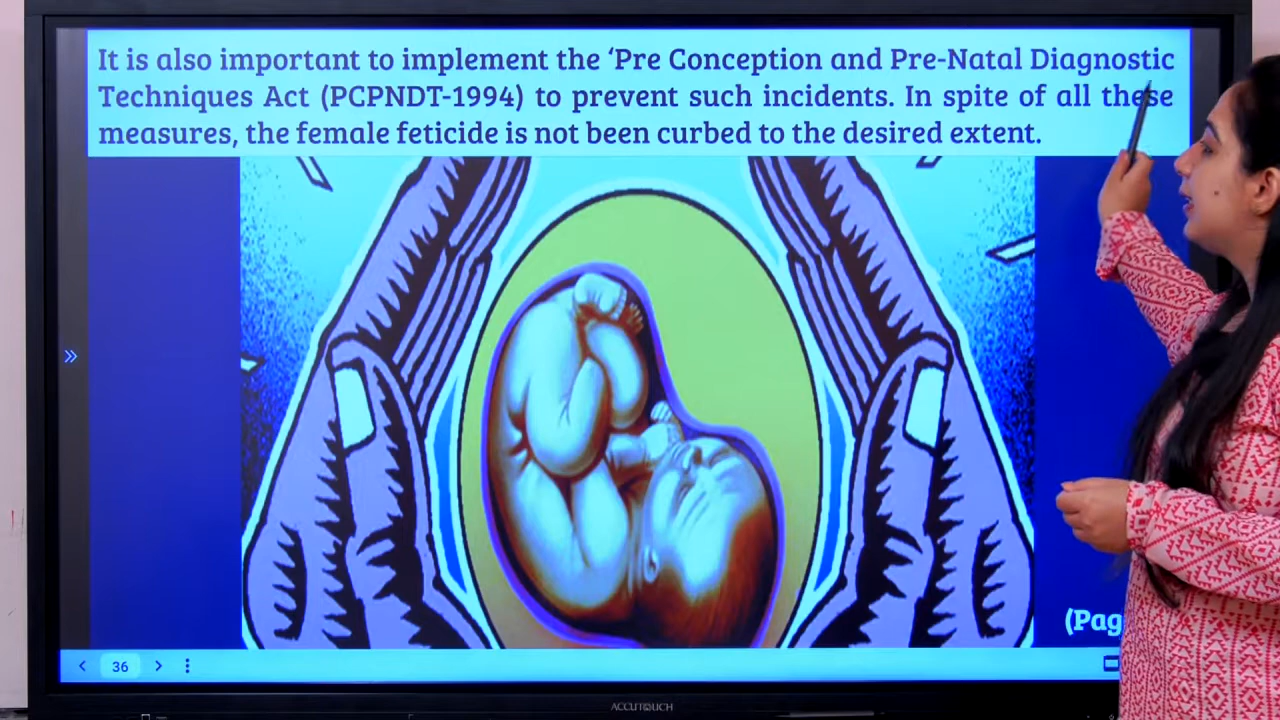 It is also important to implement the ‘Pre Conception and Pre-Natal Diagnostic
Techniques Act (PCPNDT-1994) to prevent such incidents. In spite of all these
measures, the female feticide is not been curbed to the desired extent.
(Pag
36
ACCUTOUCH